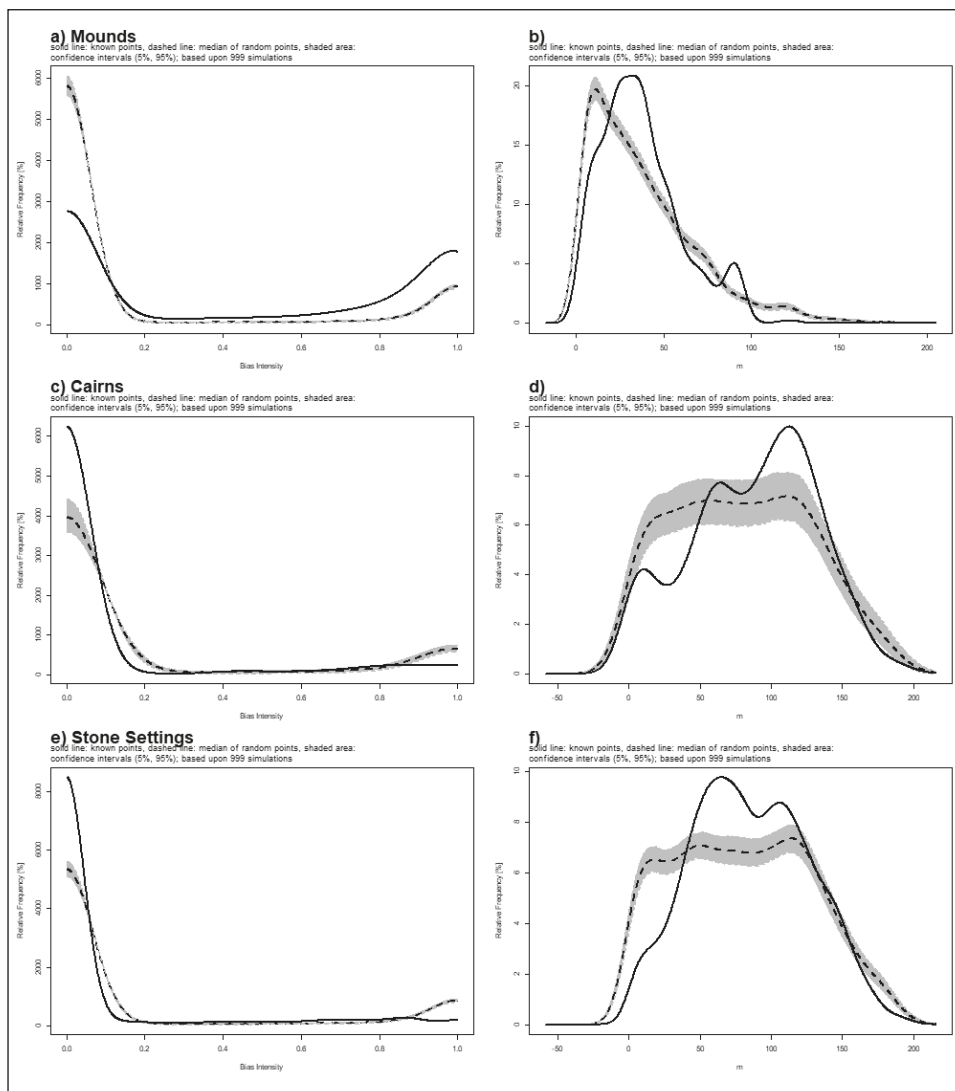 a) Mounds
solid line: known points, dashed line: median of random points, shaded area:
confidence intervals (5%, 95%); based upon 999 simulations
Relative Frequency [%]
6000
5000
4000
3000
2000
1000
0
0.0 0.2 0.4 0.6 0.8 1.0
Bias Intensity
b)
solid line: known points, dashed line: median of random points, shaded area:
confidence intervals (5%, 95%); based upon 999 simulations
Relative Frequency [%]
20
15
10
5
0
0 50 100 150 200
m
c) Cairns
solid line: known points, dashed line: median of random points, shaded area:
confidence intervals (5%, 95%); based upon 999 simulations
Relative Frequency [%]
6000
5000
4000
3000
2000
1000
0
0.0 0.2 0.4 0.6 0.8 1.0
Bias Intensity
d)
solid line: known points, dashed line: median of random points, shaded area:
confidence intervals (5%, 95%); based upon 999 simulations
Relative Frequency [%]
10
8
6
4
2
0
-50 0 50 100 150 200
m
e) Stone Settings
solid line: known points, dashed line: median of random points, shaded area:
confidence intervals (5%, 95%); based upon 999 simulations
Relative Frequency [%]
8000
6000
4000
2000
0
0.0 0.2 0.4 0.6 0.8 1.0
Bias Intensity
f)
solid line: known points, dashed line: median of random points, shaded area:
confidence intervals (5%, 95%); based upon 999 simulations
Relative Frequency [%]
10
8
6
4
2
0
-50 0 50 100 150 200
m